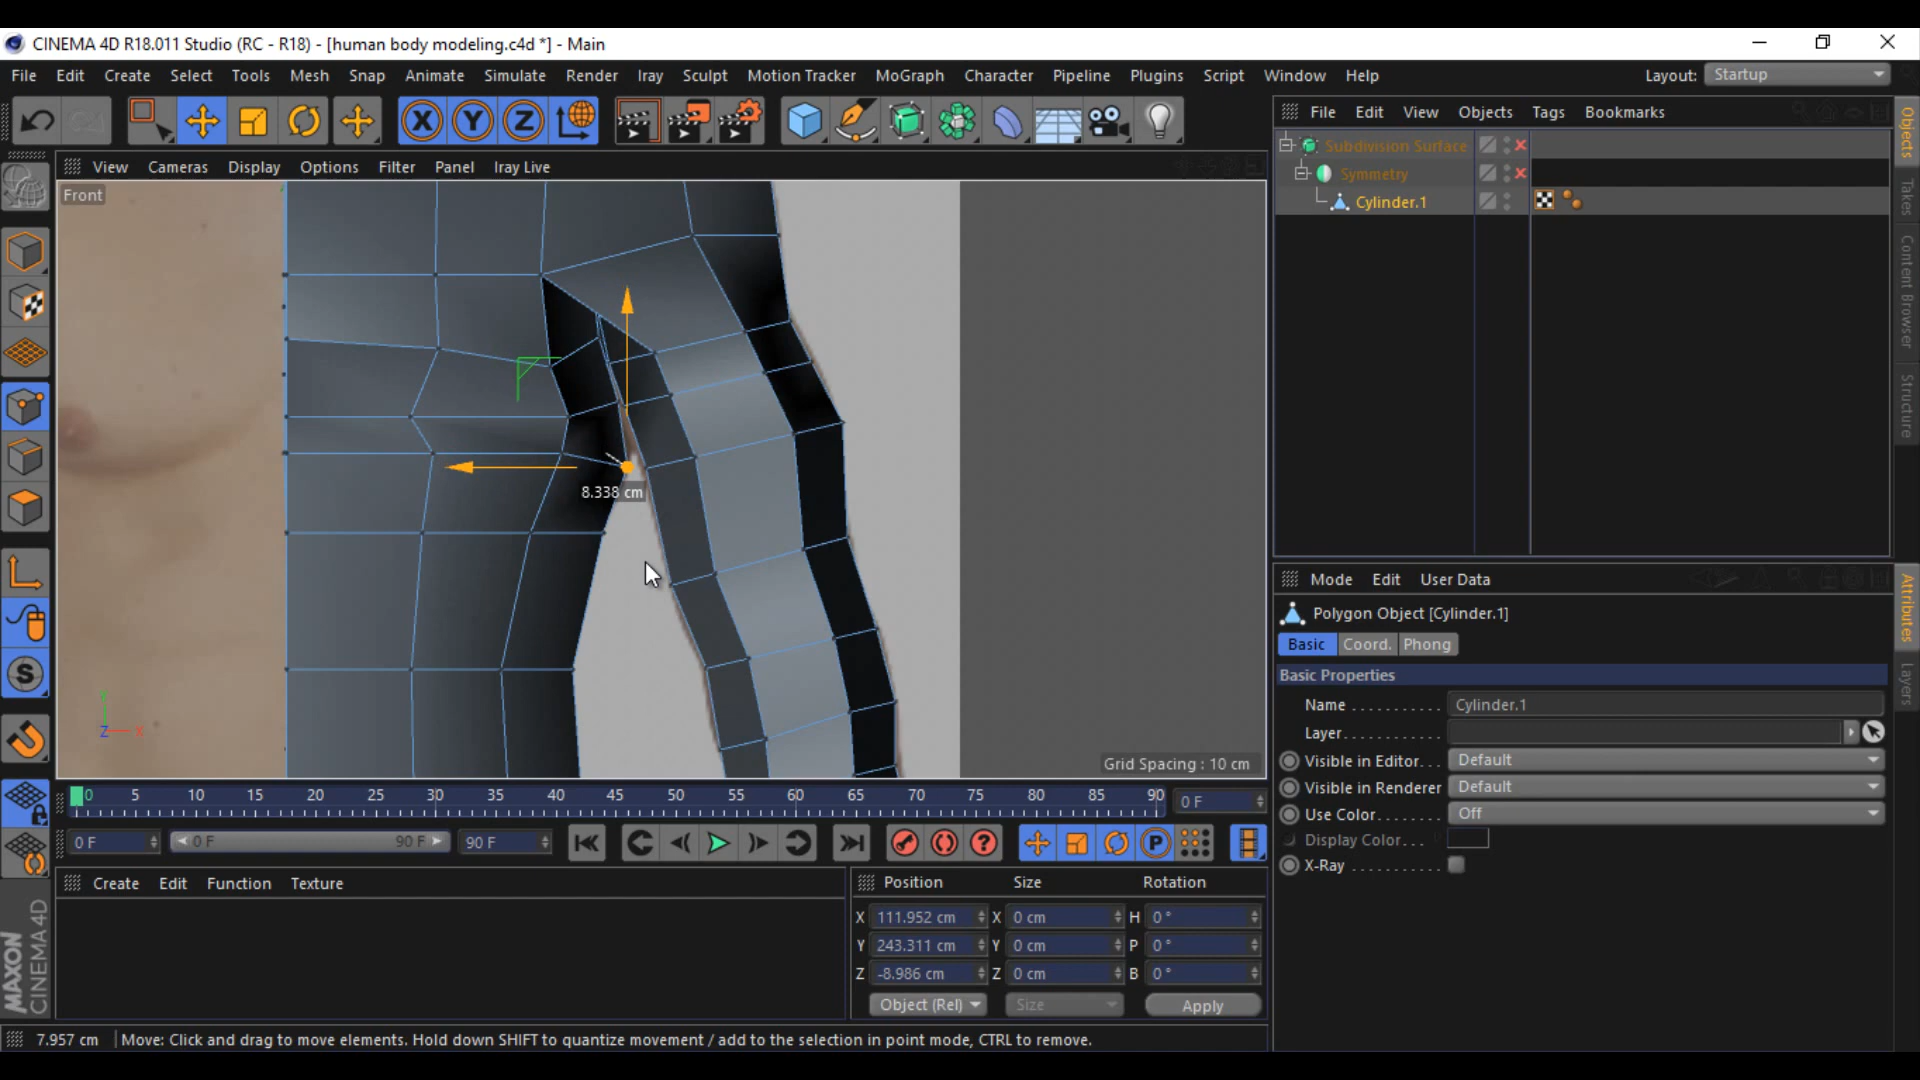 CINEMA 4D R18.011 Studio (RC - R18) - [human body modeling.c4d *] - Main
File Edit Create Select Tools Mesh Snap Animate Simulate Render Iray Sculpt Motion Tracker MoGraph Character Pipeline Plugins Script Window Help Layout: Startup
File Edit View Objects Tags Bookmarks
Objects
Takes
Content Browser
Structure
Subdivision Surface
Symmetry
Cylinder.1
View Cameras Display Options Filter Panel Iray Live
Front
8.338 cm
Grid Spacing : 10 cm
Y
Z X
Mode Edit User Data
Attributes
Layers
Polygon Object [Cylinder.1]
Basic Coord. Phong
Basic Properties
Name . . . . . . . . . . . Cylinder.1
Layer. . . . . . . . . . . .
Visible in Editor. . . Default
Visible in Renderer Default
Use Color. . . . . . . . Off
Display Color. . .
X-Ray . . . . . . . . . . .
0 5 10 15 20 25 30 35 40 45 50 55 60 65 70 75 80 85 90 0 F
0 F 0 F 90 F 90 F
Create Edit Function Texture
Position Size Rotation
X 111.952 cm X 0 cm H 0 °
Y 243.311 cm Y 0 cm P 0 °
Z -8.986 cm Z 0 cm B 0 °
Object (Rel) Size Apply
MAXON
CINEMA 4D
7.957 cm Move: Click and drag to move elements. Hold down SHIFT to quantize movement / add to the selection in point mode, CTRL to remove.